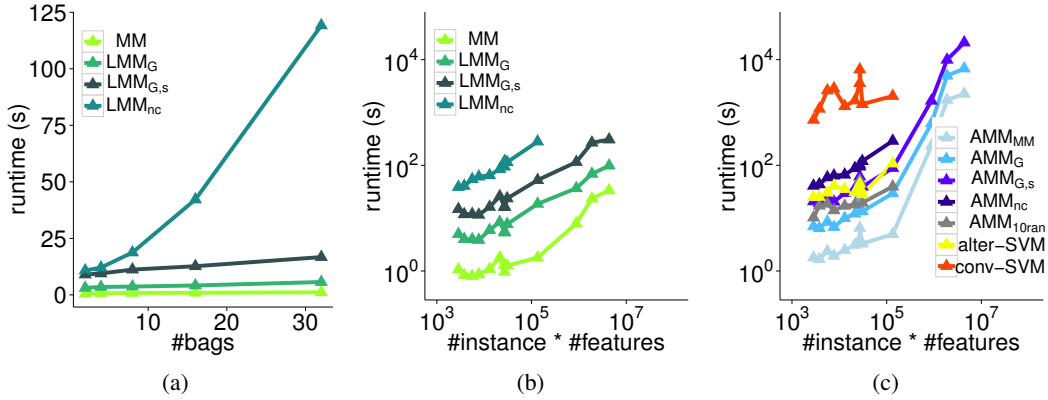 125
100
75
50
25
0
runtime (s)
MM
LMM_G
LMM_G,s
LMM_nc
10
20
30
#bags
(a)
10^4
10^2
10^0
runtime (s)
MM
LMM_G
LMM_G,s
LMM_nc
10^3
10^5
10^7
#instance * #features
(b)
10^4
10^2
10^0
runtime (s)
AMM_MM
AMM_G
AMM_G,s
AMM_nc
AMM_10ran
alter-SVM
conv-SVM
10^3
10^5
10^7
#instance * #features
(c)